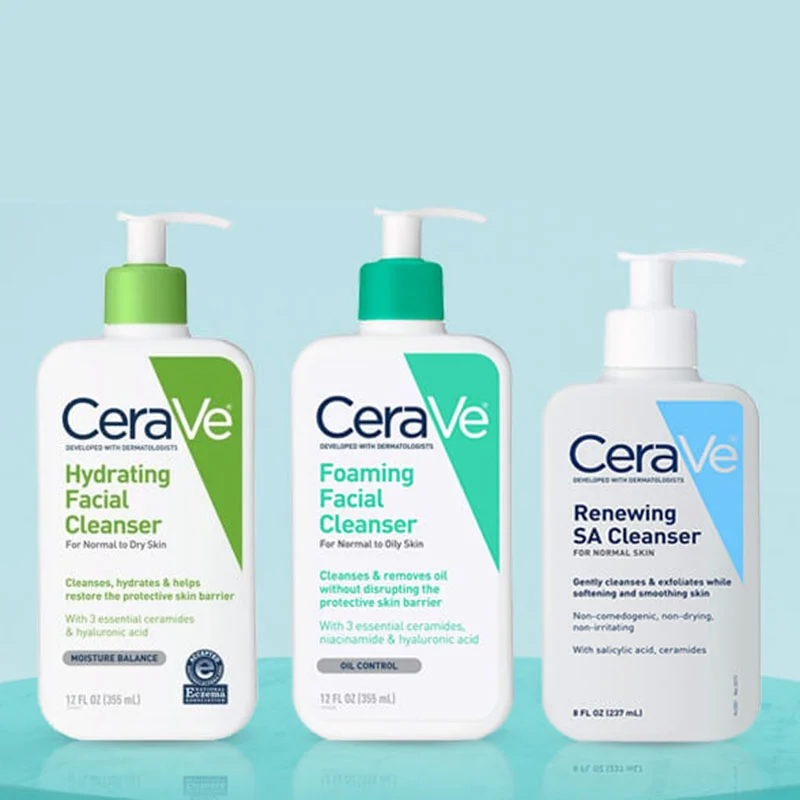 CeraVe®
DEVELOPED WITH DERMATOLOGISTS
Hydrating
Facial
Cleanser
For Normal to Dry Skin
Cleanses, hydrates & helps
restore the protective skin barrier
With 3 essential ceramides
& hyaluronic acid
MOISTURE BALANCE
12 FL OZ (355 mL)
ACCEPTED
e
NATIONAL
Eczema
ASSOCIATION
CeraVe®
DEVELOPED WITH DERMATOLOGISTS
Foaming
Facial
Cleanser
For Normal to Oily Skin
Cleanses & removes oil
without disrupting the
protective skin barrier
With 3 essential ceramides,
niacinamide & hyaluronic acid
OIL CONTROL
12 FL OZ (355 mL)
CeraVe®
DEVELOPED WITH DERMATOLOGISTS
Renewing
SA Cleanser
FOR NORMAL SKIN
Gently cleanses & exfoliates while
softening and smoothing skin
Non-comedogenic, non-drying,
non-irritating
With salicylic acid, ceramides
8 FL OZ (237 mL)